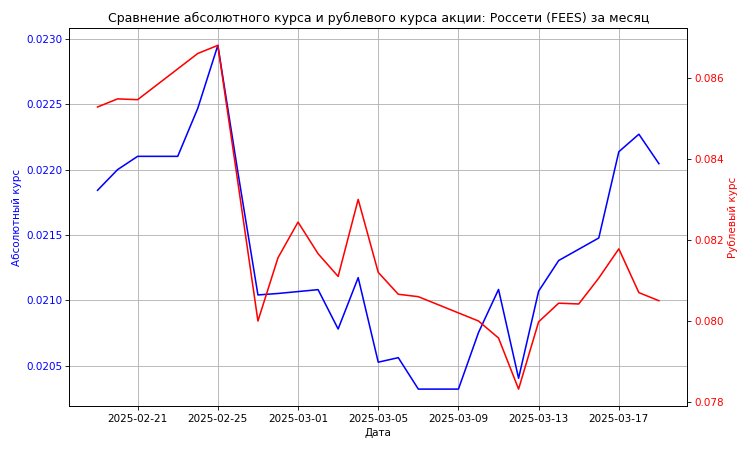 Сравнение абсолютного курса и рублевого курса акции: Россети (FEES) за месяц
0.0230
0.0225
0.0220
0.0215
0.0210
0.0205
Абсолютный курс
0.086
0.084
0.082
0.080
0.078
Рублевый курс
2025-02-21 2025-02-25 2025-03-01 2025-03-05 2025-03-09 2025-03-13 2025-03-17
Дата